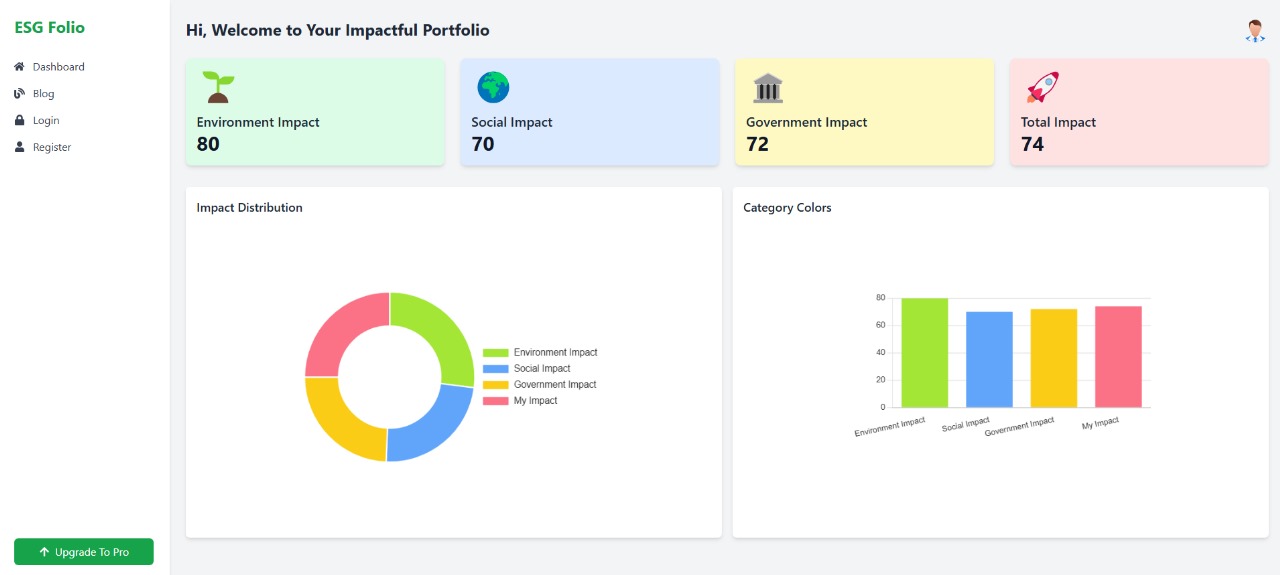 ESG Folio
Dashboard
Blog
Login
Register
Upgrade To Pro
Hi, Welcome to Your Impactful Portfolio
Environment Impact
80
Social Impact
70
Government Impact
72
Total Impact
74
Impact Distribution
Environment Impact
Social Impact
Government Impact
My Impact
Category Colors
80
60
40
20
0
Environment Impact
Social Impact
Government Impact
My Impact